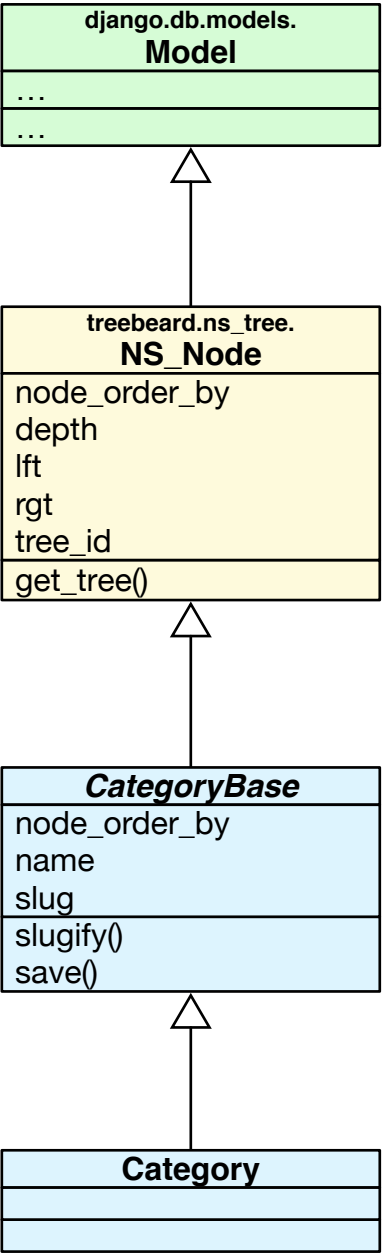 django.db.models.
Model
...
...
treebeard.ns_tree.
NS_Node
node_order_by
depth
lft
rgt
tree_id
get_tree()
CategoryBase
node_order_by
name
slug
slugify()
save()
Category